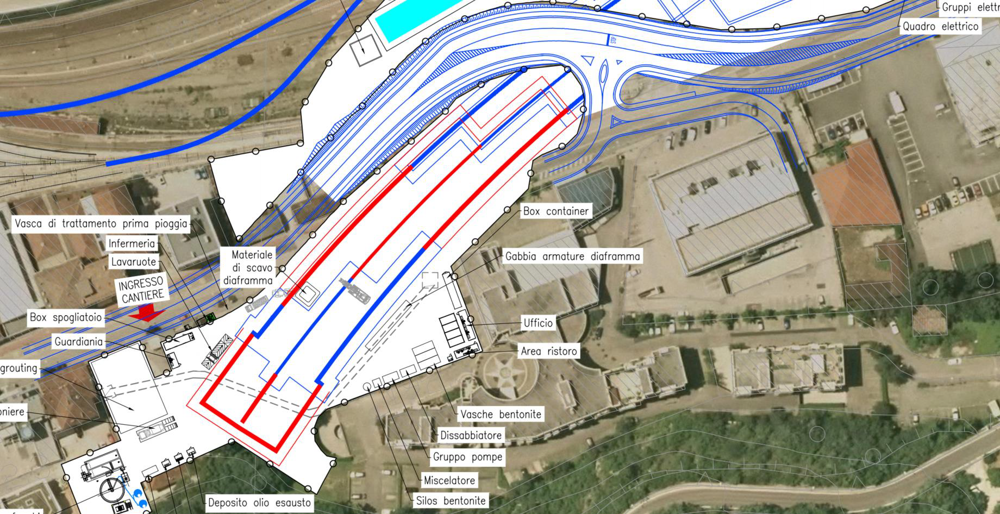 Gruppi elettr
Quadro elettrico
STOP
Box container
Vasca di trattamento prima pioggia
Infermeria
Lavaruote
Materiale
di scavo
diaframma
Gabbia armature diaframma
INGRESSO
CANTIERE
Box spogliatoio
Guardiania
Ufficio
Area ristoro
grouting
oniere
Vasche bentonite
Dissabbiatore
Gruppo pompe
Miscelatore
Silos bentonite
Deposito olio esausto